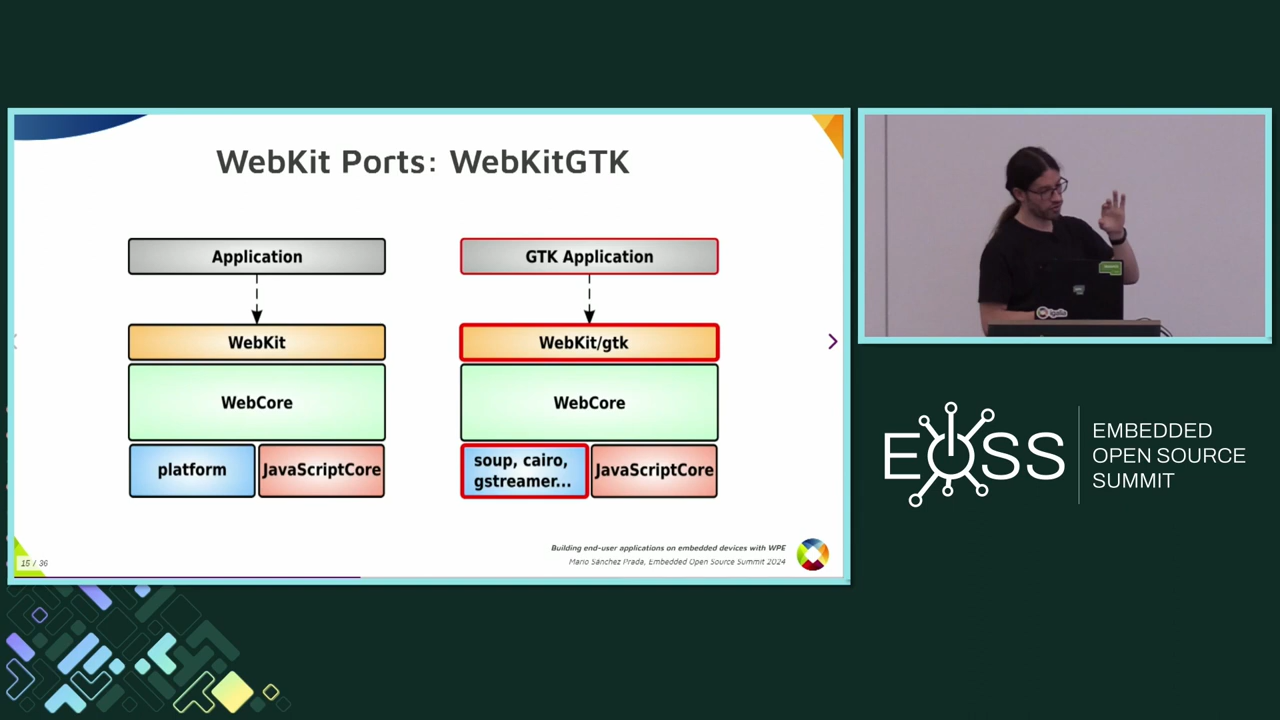 WebKit Ports: WebKitGTK
Application
WebKit
WebCore
platform
JavaScriptCore
GTK Application
WebKit/gtk
WebCore
soup, cairo,
gstreamer...
JavaScriptCore
Building end-user applications on embedded devices with WPE
Mario Sánchez Prada, Embedded Open Source Summit 2024
15 / 36
EOSS
EMBEDDED
OPEN SOURCE
SUMMIT